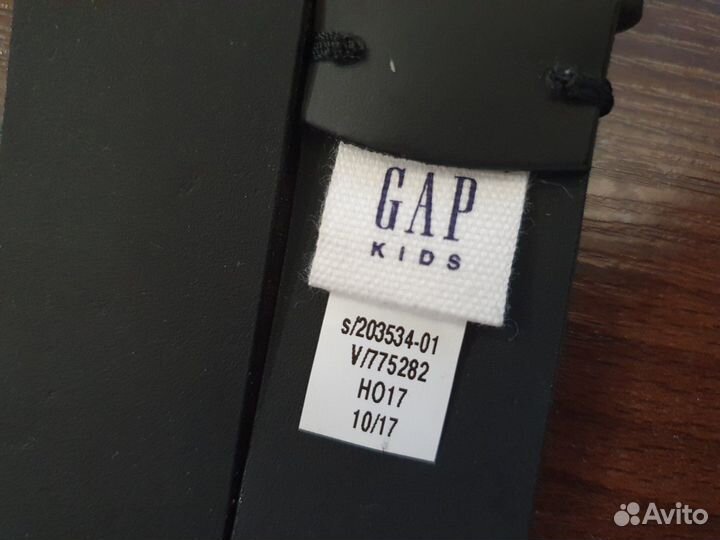 GAP
KIDS
s/203534-01
V/775282
HO17
10/17
Avito